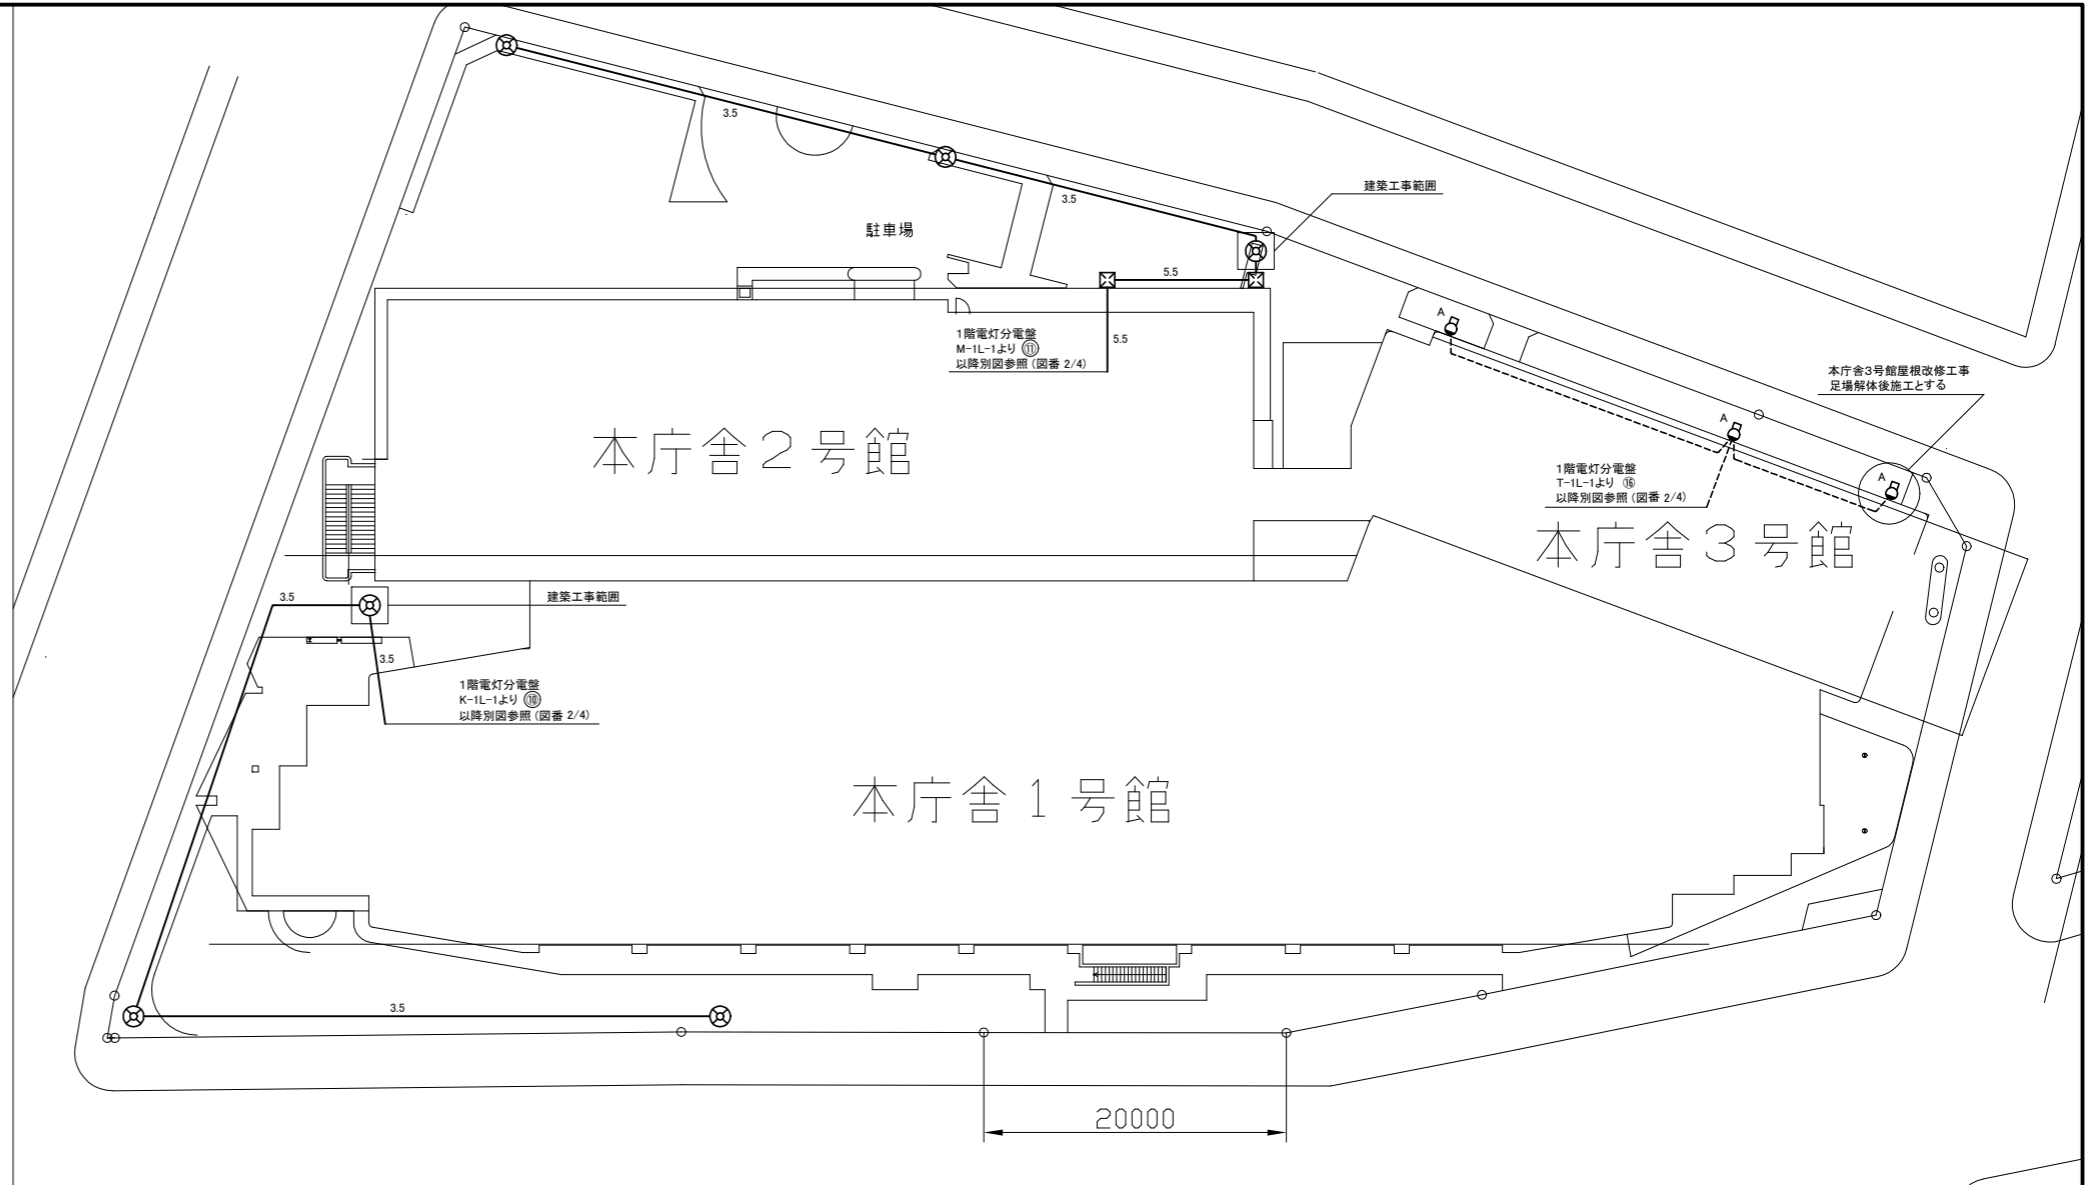 3.5
3.5
建築工事範囲
駐車場
5.5
5.5
1階電灯分電盤
M-1L-1より ⑪
以降別図参照 (図番 2/4)
A
本庁舎3号館屋根改修工事
足場解体後施工とする
A
本庁舎2号館
1階電灯分電盤
T-1L-1より ⑯
以降別図参照 (図番 2/4)
A
本庁舎3号館
3.5
建築工事範囲
3.5
1階電灯分電盤
K-1L-1より ⑩
以降別図参照 (図番 2/4)
本庁舎1号館
3.5
20000